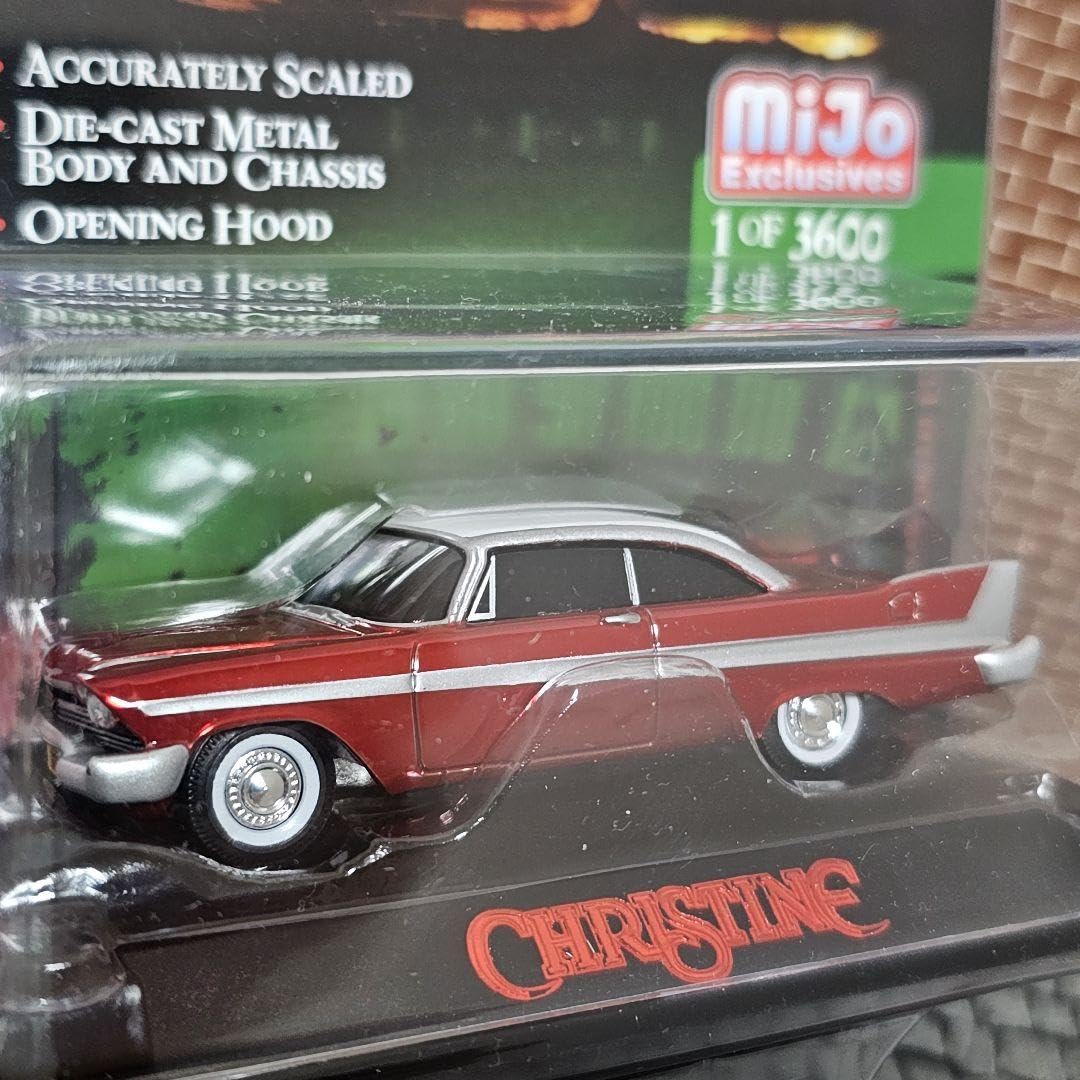 Accurately Scaled
Die-cast Metal
Body and Chassis
Opening Hood
MiJo
Exclusives
1 of 3600
Christine